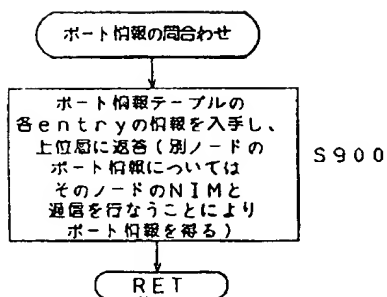 ポート情報の問合わせ
ポート情報テーブルの
各entryの情報を入手し、
上位層に返答(別ノードの
ポート情報については
そのノードのNIMと
通信を行なうことにより
ポート情報を得る)
S900
RET